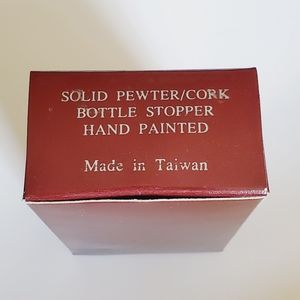 SOLID PEWTER/CORK
BOTTLE STOPPER
HAND PAINTED
Made in Taiwan